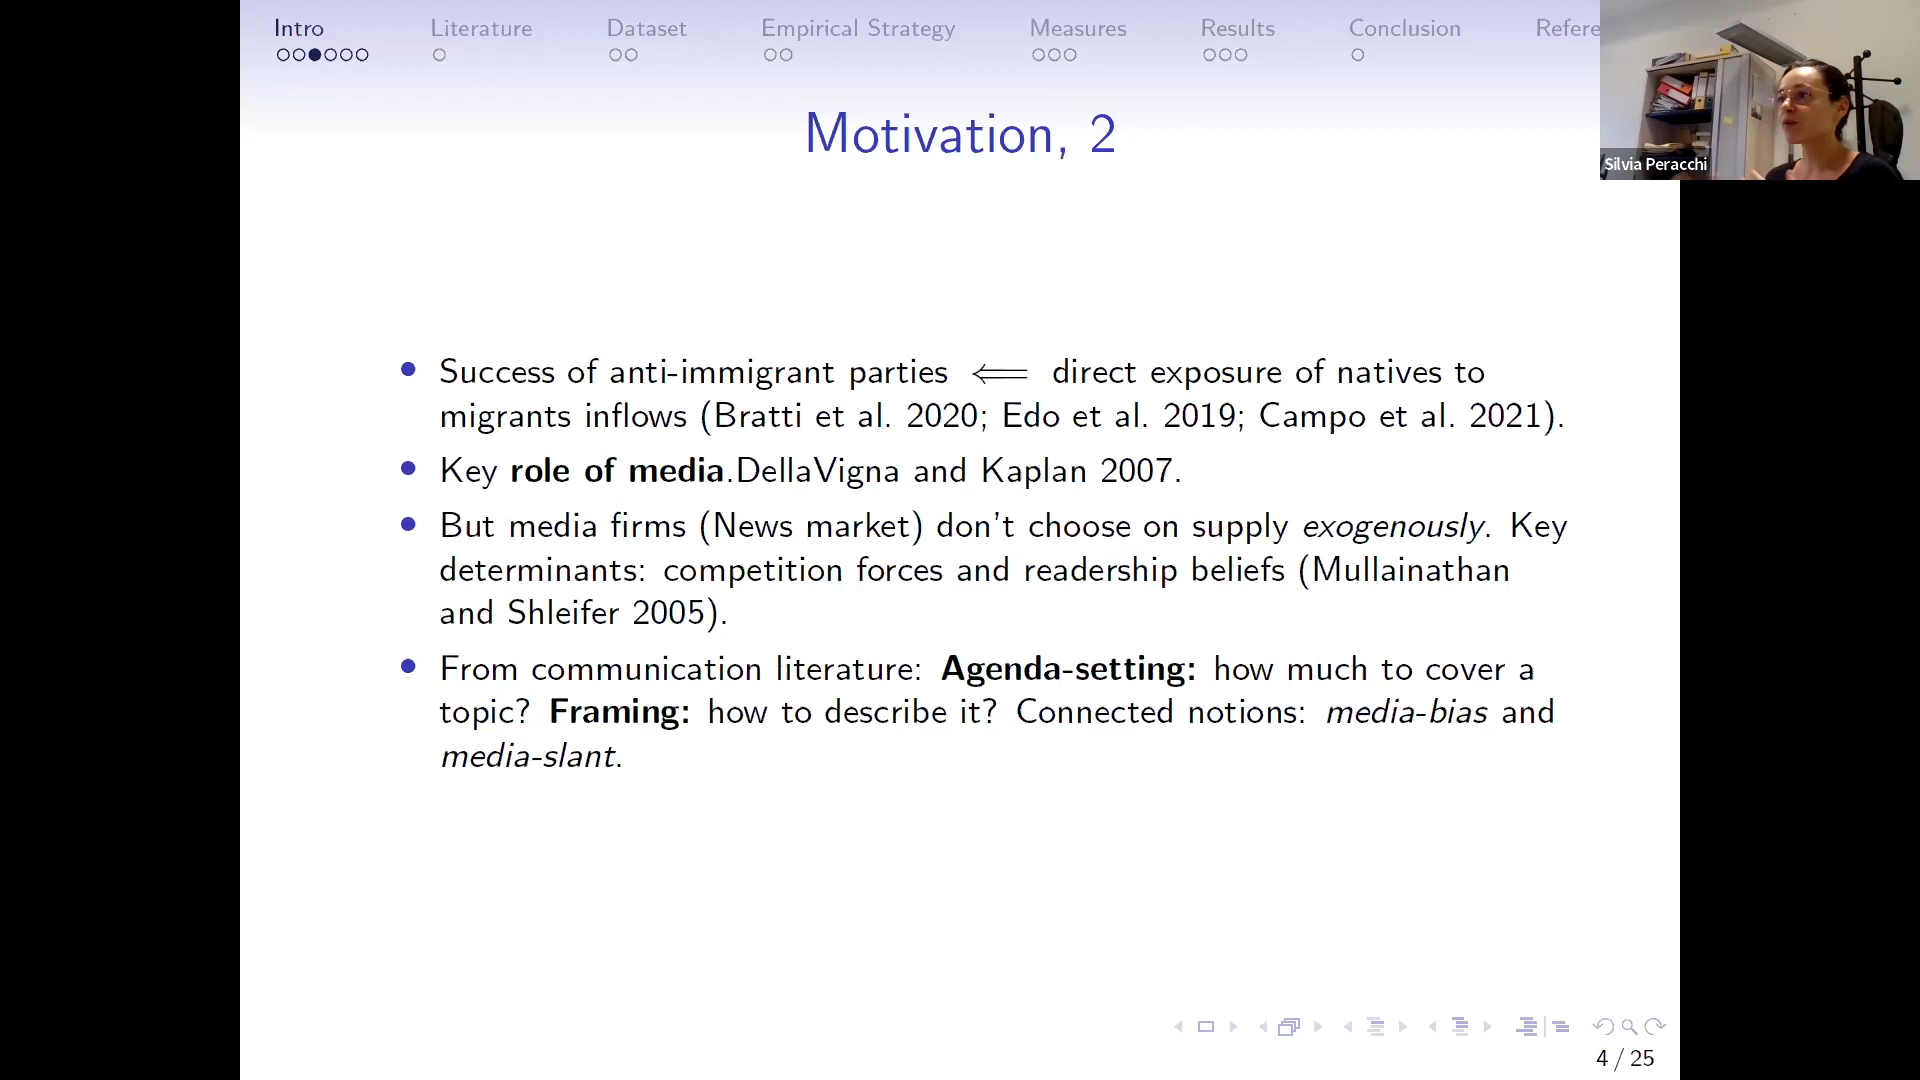 Intro Literature Dataset Empirical Strategy Measures Results Conclusion Refere
Silvia Peracchi
Motivation, 2
• Success of anti-immigrant parties ⟸ direct exposure of natives to
migrants inflows (Bratti et al. 2020; Edo et al. 2019; Campo et al. 2021).
• Key role of media.DellaVigna and Kaplan 2007.
• But media firms (News market) don't choose on supply exogenously. Key
determinants: competition forces and readership beliefs (Mullainathan
and Shleifer 2005).
• From communication literature: Agenda-setting: how much to cover a
topic? Framing: how to describe it? Connected notions: media-bias and
media-slant.
4 / 25